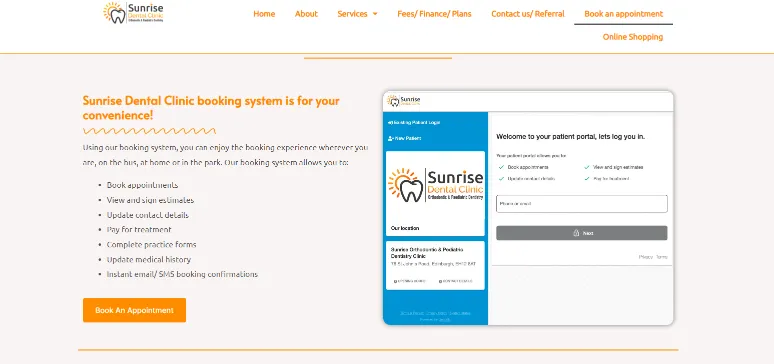 Sunrise
Dental Clinic
Orthodontic & Paediatric Dentistry
Home
About
Services
Fees/ Finance/ Plans
Contact us/ Referral
Book an appointment
Online Shopping
Sunrise Dental Clinic booking system is for your
convenience!
Using our booking system, you can enjoy the booking experience wherever you
are, on the bus, at home or in the park. Our booking system allows you to:
• Book appointments
• View and sign estimates
• Update contact details
• Pay for treatment
• Complete practice forms
• Update medical history
• Instant email/ SMS booking confirmations
Book An Appointment
Sunrise
Existing Patient Login
New Patient
Sunrise
Dental Clinic
Orthodontic & Paediatric Dentistry
Our location
Sunrise Orthodontic & Pediatric
Dentistry Clinic
Welcome to your patient portal, lets log you in.
Your patient portal allows you to:
Book appointments
View and sign estimates
Update contact details
Pay for treatment
Phone or email
Next
Privacy Terms